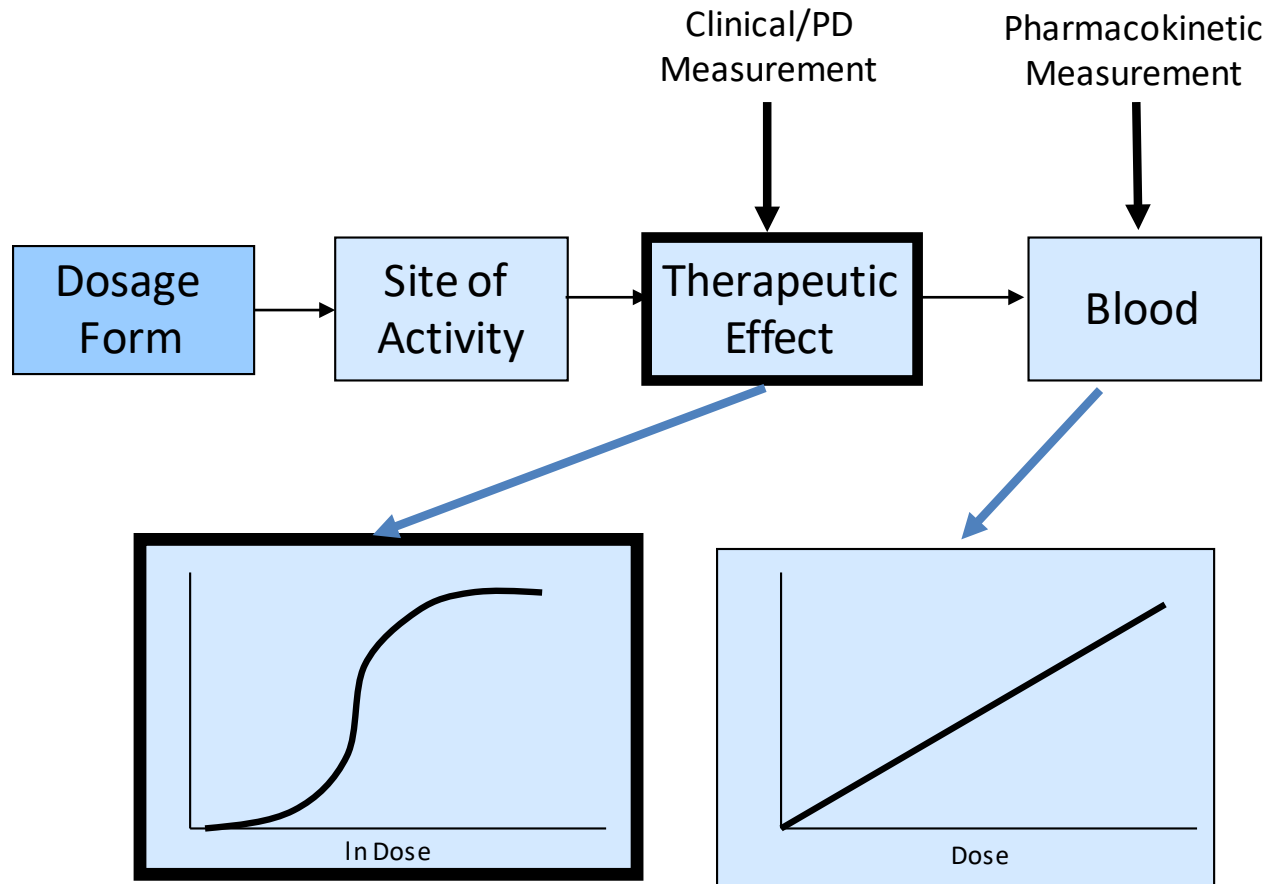 Clinical/PD
Measurement
Pharmacokinetic
Measurement
Dosage
Form
Site of
Activity
Therapeutic
Effect
Blood
ln Dose
Dose